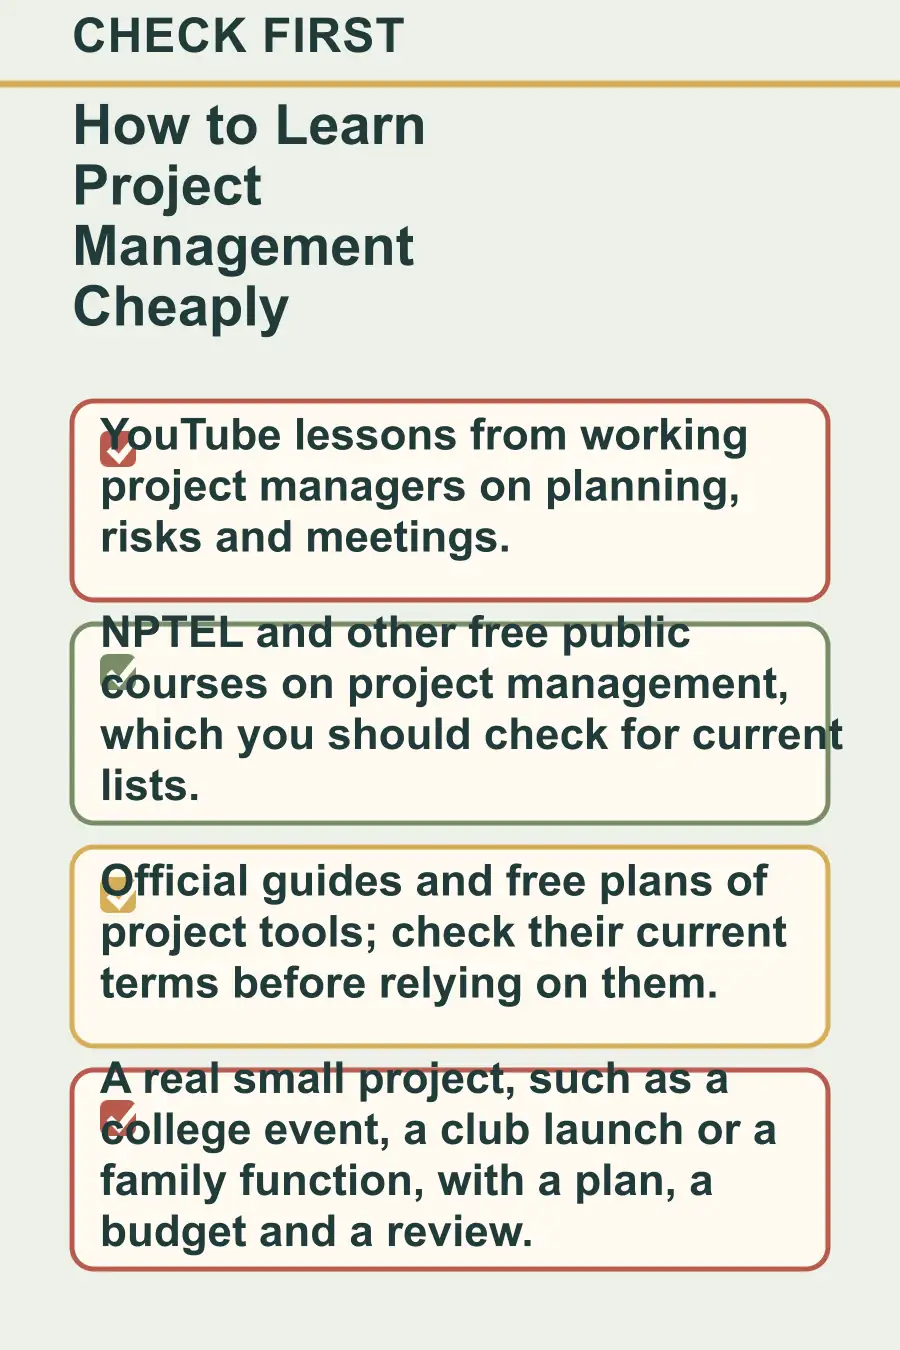 CHECK FIRST
How to Learn
Project
Management
Cheaply
YouTube lessons from working
project managers on planning,
risks and meetings.
NPTEL and other free public
courses on project management,
which you should check for current
lists.
Official guides and free plans of
project tools; check their current
terms before relying on them.
A real small project, such as a
college event, a club launch or a
family function, with a plan, a
budget and a review.